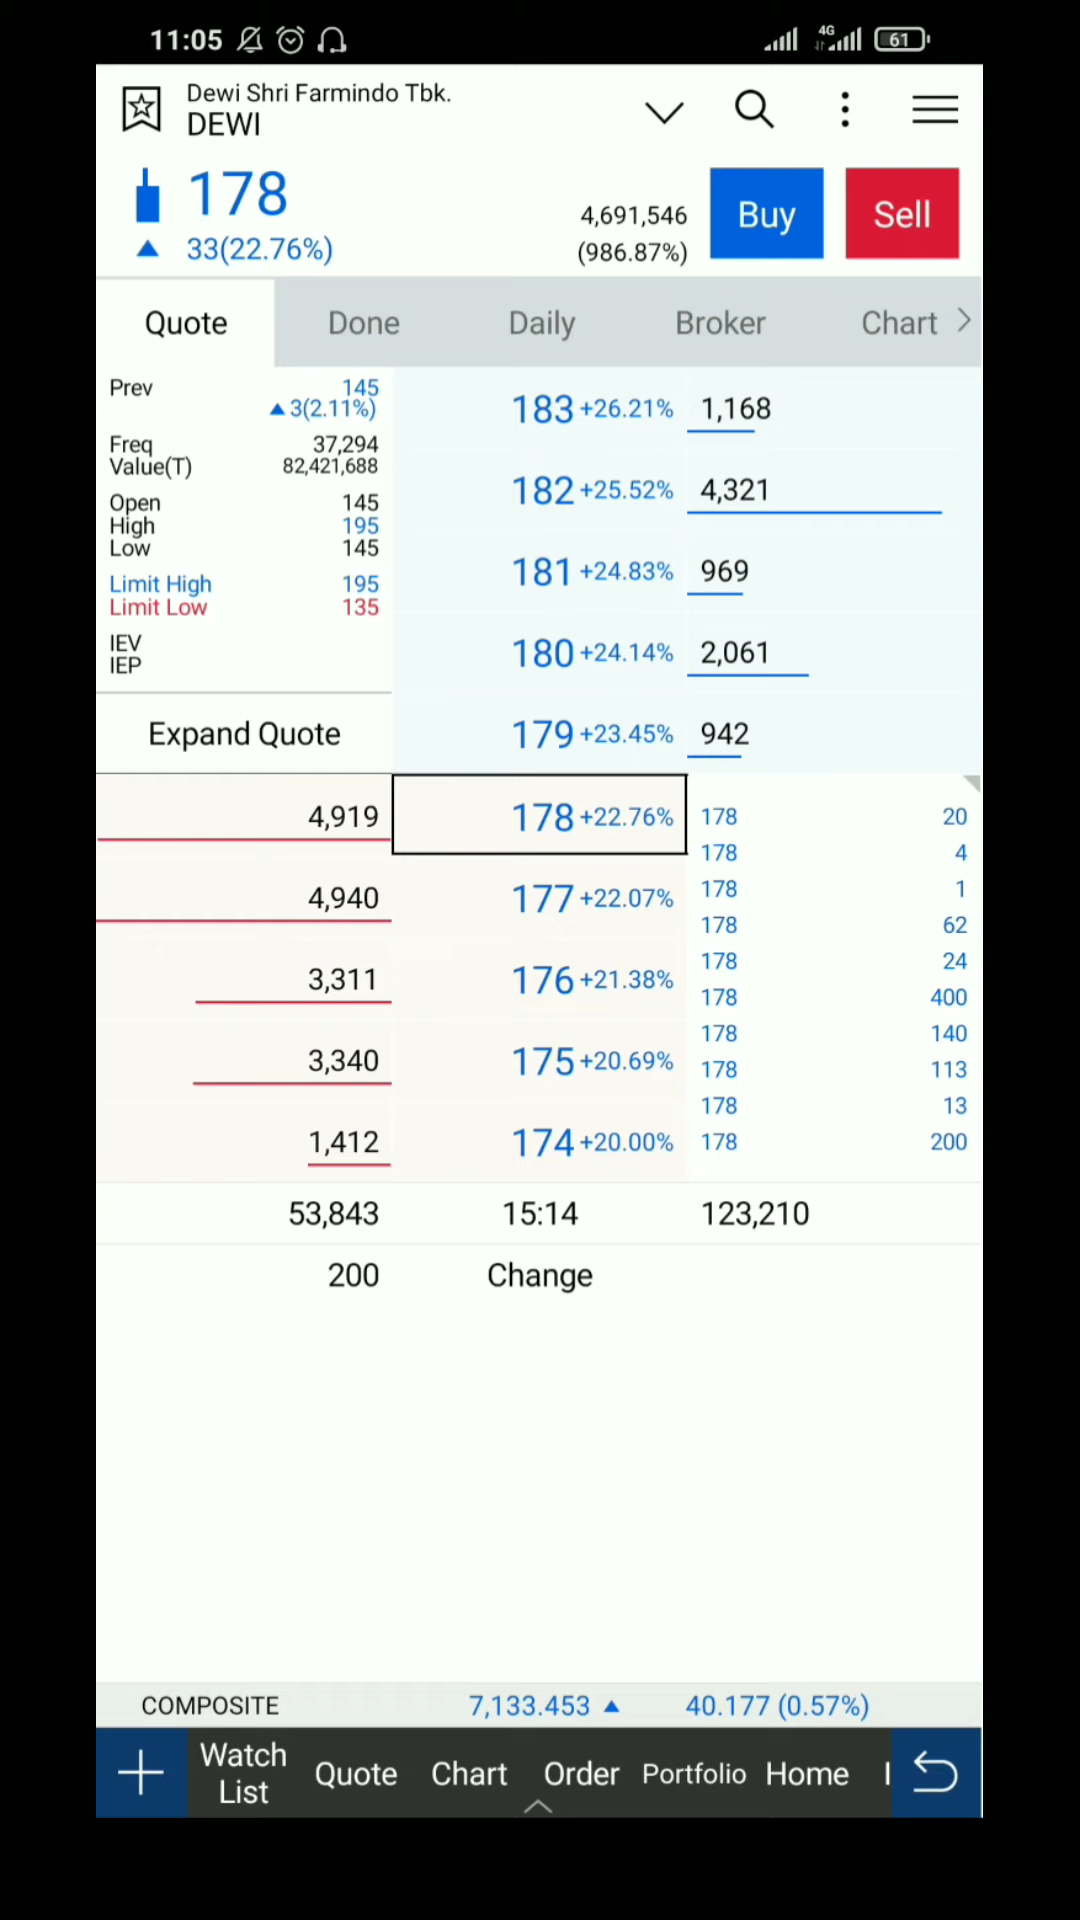 11:05 4G 61
Dewi Shri Farmindo Tbk.
DEWI
178
33(22.76%)
4,691,546
(986.87%)
Buy
Sell
Quote Done Daily Broker Chart
Prev 145
3(2.11%)
Freq 37,294
Value(T) 82,421,688
Open 145
High 195
Low 145
Limit High 195
Limit Low 135
IEV
IEP
Expand Quote
183 +26.21% 1,168
182 +25.52% 4,321
181 +24.83% 969
180 +24.14% 2,061
179 +23.45% 942
4,919 178 +22.76%
4,940 177 +22.07%
3,311 176 +21.38%
3,340 175 +20.69%
1,412 174 +20.00%
178 20
178 4
178 1
178 62
178 24
178 400
178 140
178 113
178 13
178 200
53,843 15:14 123,210
200 Change
COMPOSITE 7,133.453 40.177 (0.57%)
Watch
List
Quote Chart Order Portfolio Home